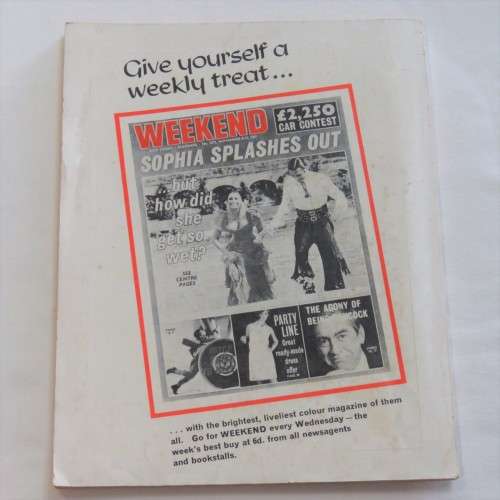 Give yourself a
weekly treat...
WEEKEND
£2,250
CAR CONTEST
SOPHIA SPLASHES OUT
but
how did
she
get so
wet?
SEE
CENTRE
PAGES
PARTY
LINE
Great
ready-made
dress
offer
THE AGONY OF
BEING HANCOCK
. . . with the brightest, liveliest colour magazine of them
all. Go for WEEKEND every Wednesday—the
week's best buy at 6d. from all newsagents
and bookstalls.